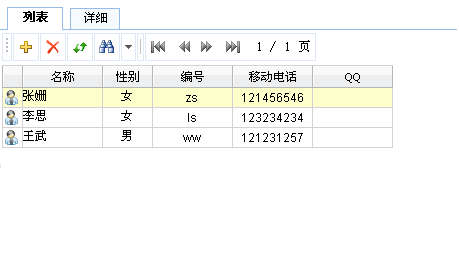 列表 详细
1 / 1 页
名称 性别 编号 移动电话 QQ
张姗 女 zs 121456546
李思 女 ls 123234234
王武 男 ww 121231257